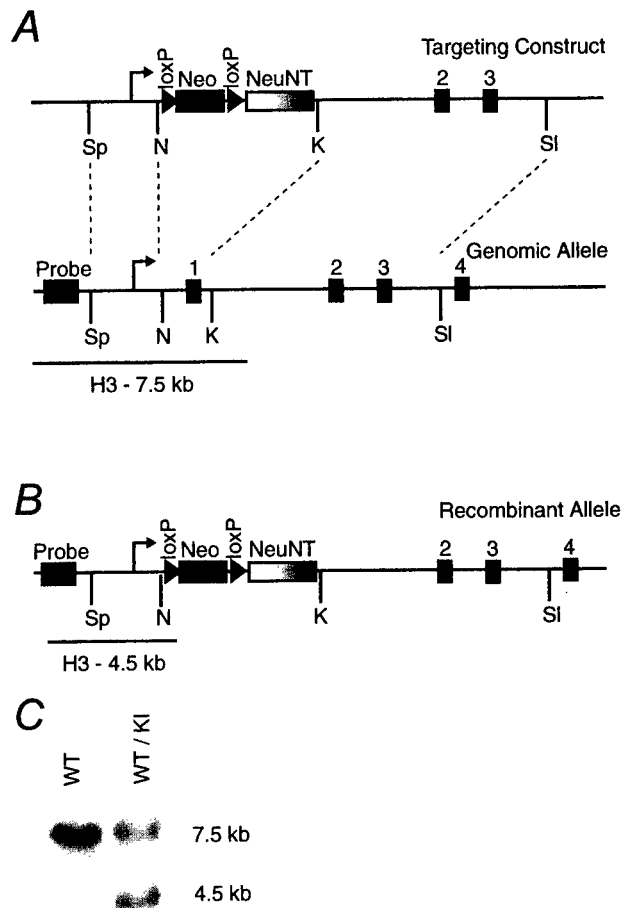 A
Targeting Construct
loxP
Neo
loxP
NeuNT
2
3
Sp
N
K
Sl
Genomic Allele
Probe
1
2
3
4
Sp
N
K
Sl
H3 - 7.5 kb
B
Recombinant Allele
Probe
loxP
Neo
loxP
NeuNT
2
3
4
Sp
N
K
Sl
H3 - 4.5 kb
C
WT
WT / KI
7.5 kb
4.5 kb